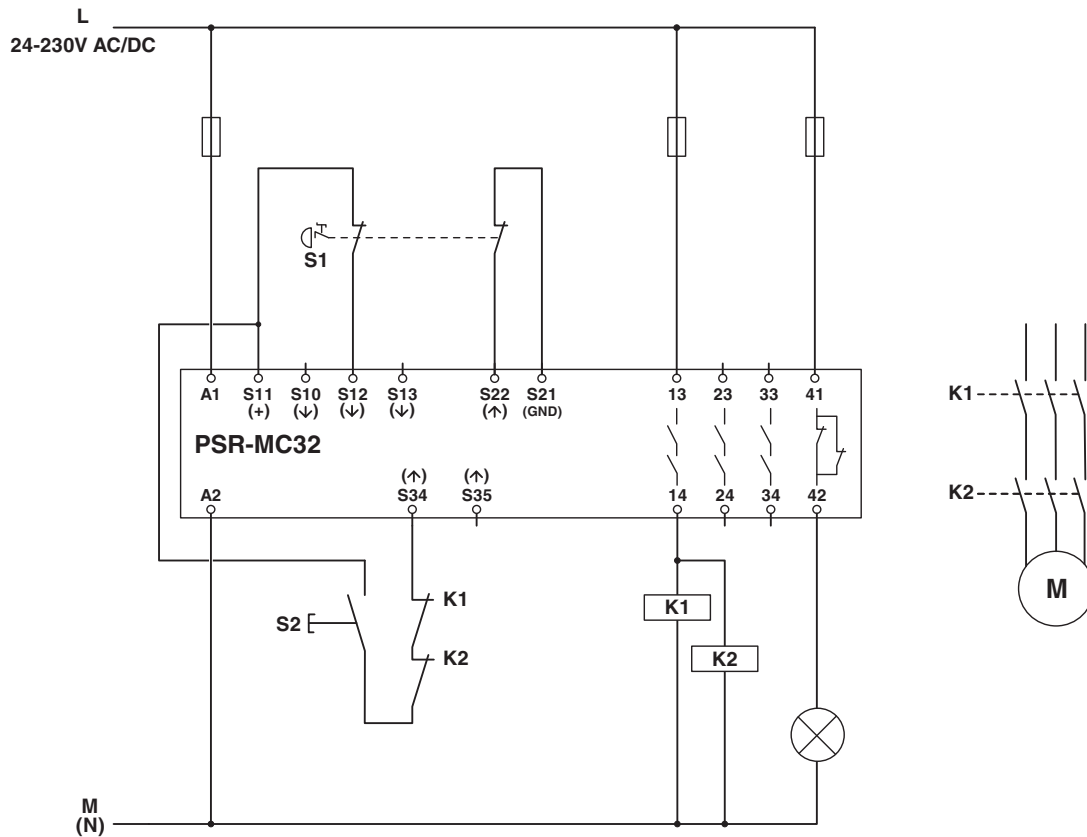 L
24-230V AC/DC
S1
A1 S11 S10 S12 S13 S22 S21 13 23 33 41
(+) (↓) (↓) (↓) (↑) (GND)
PSR-MC32
(↑) (↑)
A2 S34 S35 14 24 34 42
K1
K2
M
S2
K1
K2
K1
K2
M
(N)